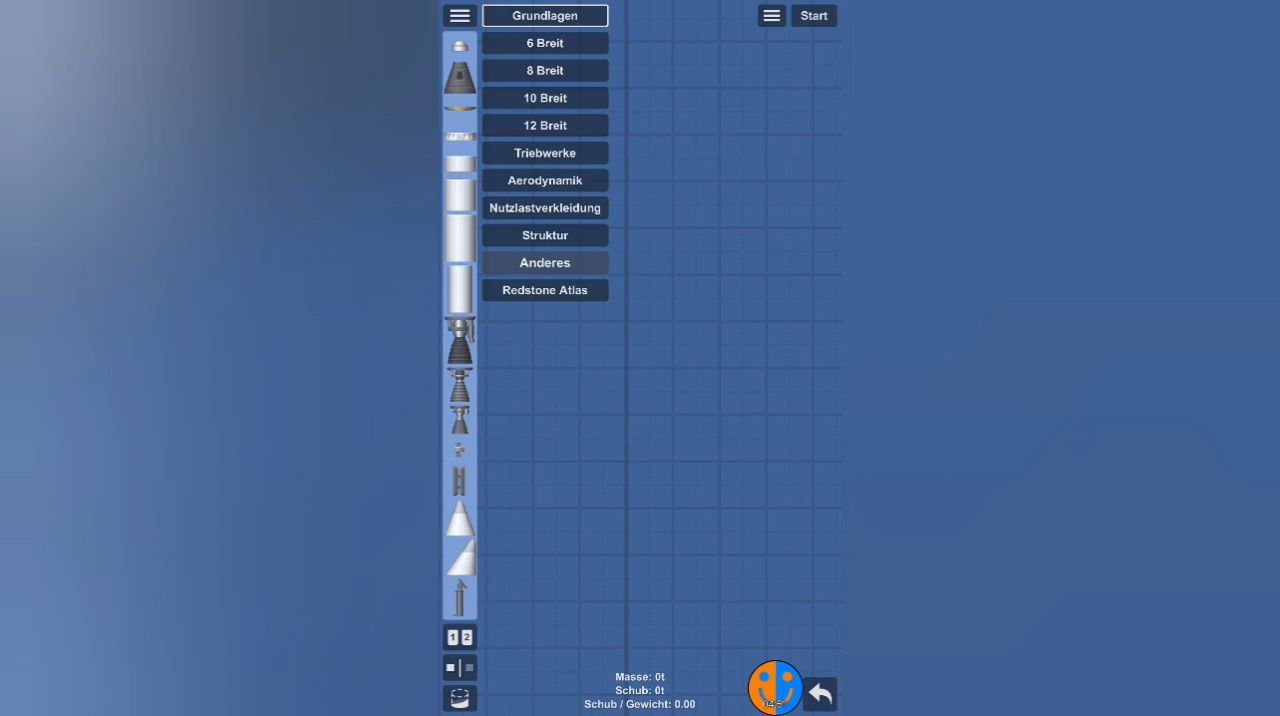 Grundlagen
Start
6 Breit
8 Breit
10 Breit
12 Breit
Triebwerke
Aerodynamik
Nutzlastverkleidung
Struktur
Anderes
Redstone Atlas
1 2
Masse: 0t
Schub: 0t
Schub / Gewicht: 0.00